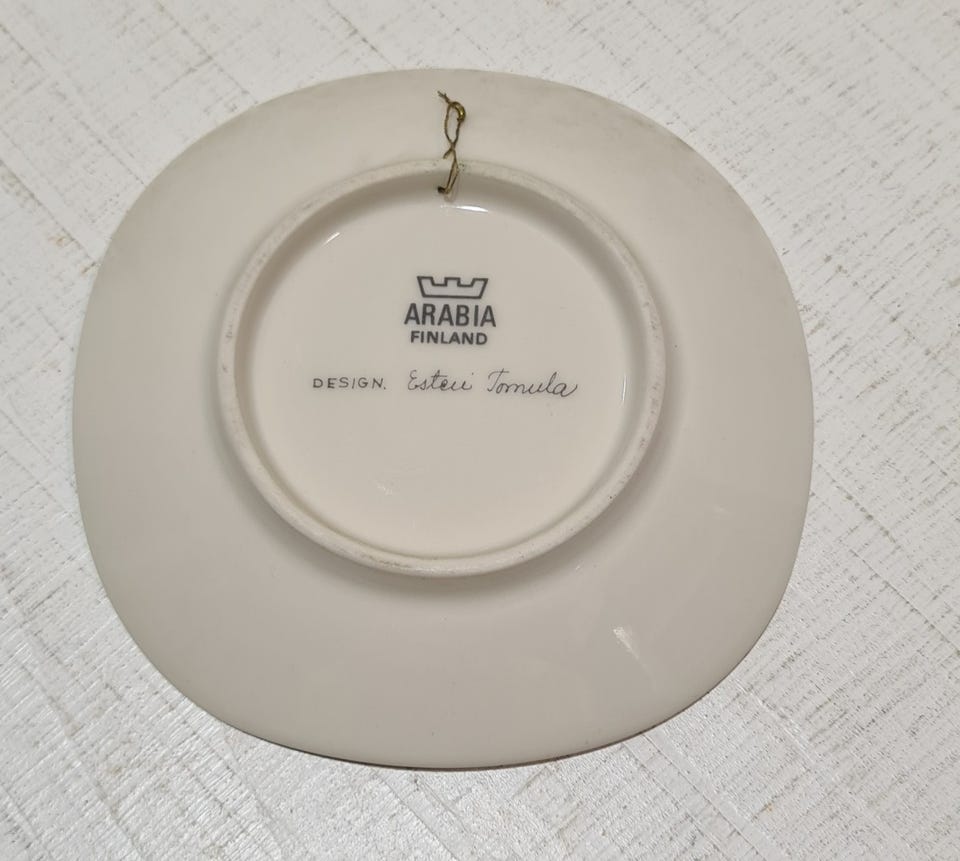 ARABIA
FINLAND
DESIGN. Esteri Tomula